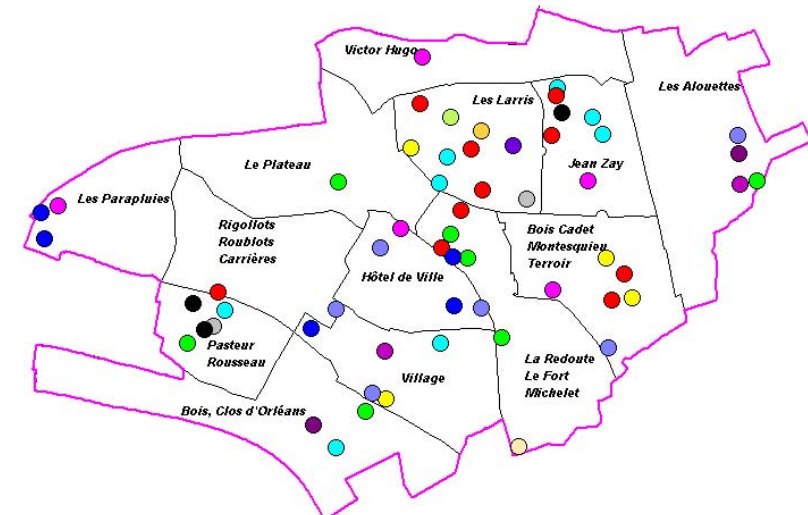 Victor Hugo
Les Larris
Les Alouettes
Le Plateau
Jean Zay
Les Parapluies
Rigollots
Roublots
Carrières
Bois Cadet
Montesquieu
Terroir
Hôtel de Ville
Pasteur
Rousseau
La Redoute
Le Fort
Michelet
Village
Bois, Clos d'Orléans